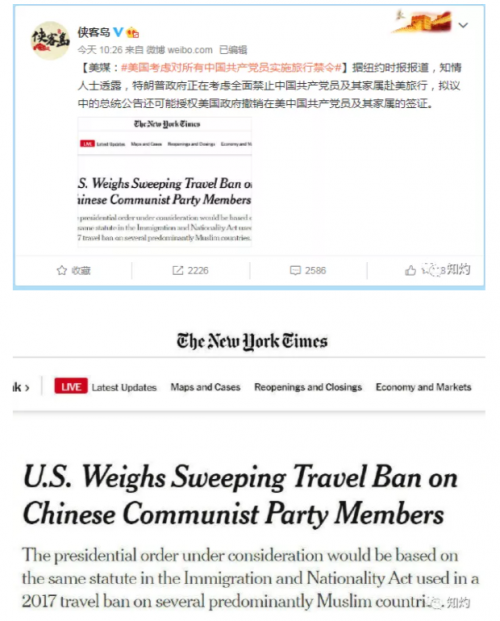 侠客岛
侠客岛
今天 10:26 来自 微博 weibo.com 已编辑
【美媒：#美国考虑对所有中国共产党员实施旅行禁令#】据纽约时报报道，知情
人士透露，特朗普政府正在考虑全面禁止中国共产党员及其家属赴美旅行，拟议
中的总统公告还可能授权美国政府撤销在美中国共产党员及其家属的签证。
The New York Times
LIVE Latest Updates Maps and Cases Reopenings and Closings Economy and
S. Weighs Sweeping Travel Ban o
hinese Communist Party Members
presidential order under consideration would be based
same statute in the Immigration and Nationality Act use
7 travel ban on several predominantly Muslim countries.
收藏 2226 2586 知灼
The New York Times
k › LIVE Latest Updates Maps and Cases Reopenings and Closings Economy and Markets
U.S. Weighs Sweeping Travel Ban on
Chinese Communist Party Members
The presidential order under consideration would be based on
the same statute in the Immigration and Nationality Act used in a
2017 travel ban on several predominantly Muslim countri 知灼